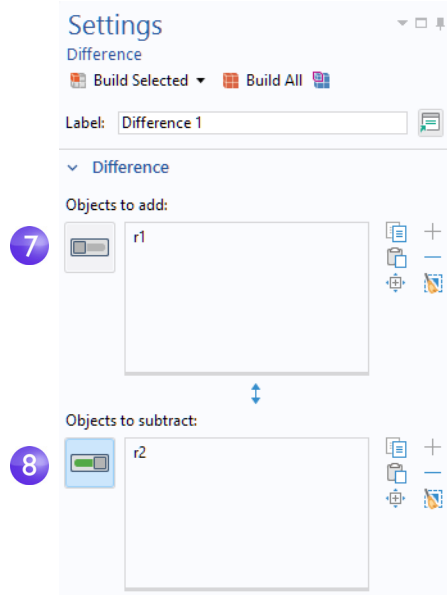 Settings
Difference
Build Selected Build All
Label: Difference 1
Difference
Objects to add:
7
r1
Objects to subtract:
8
r2